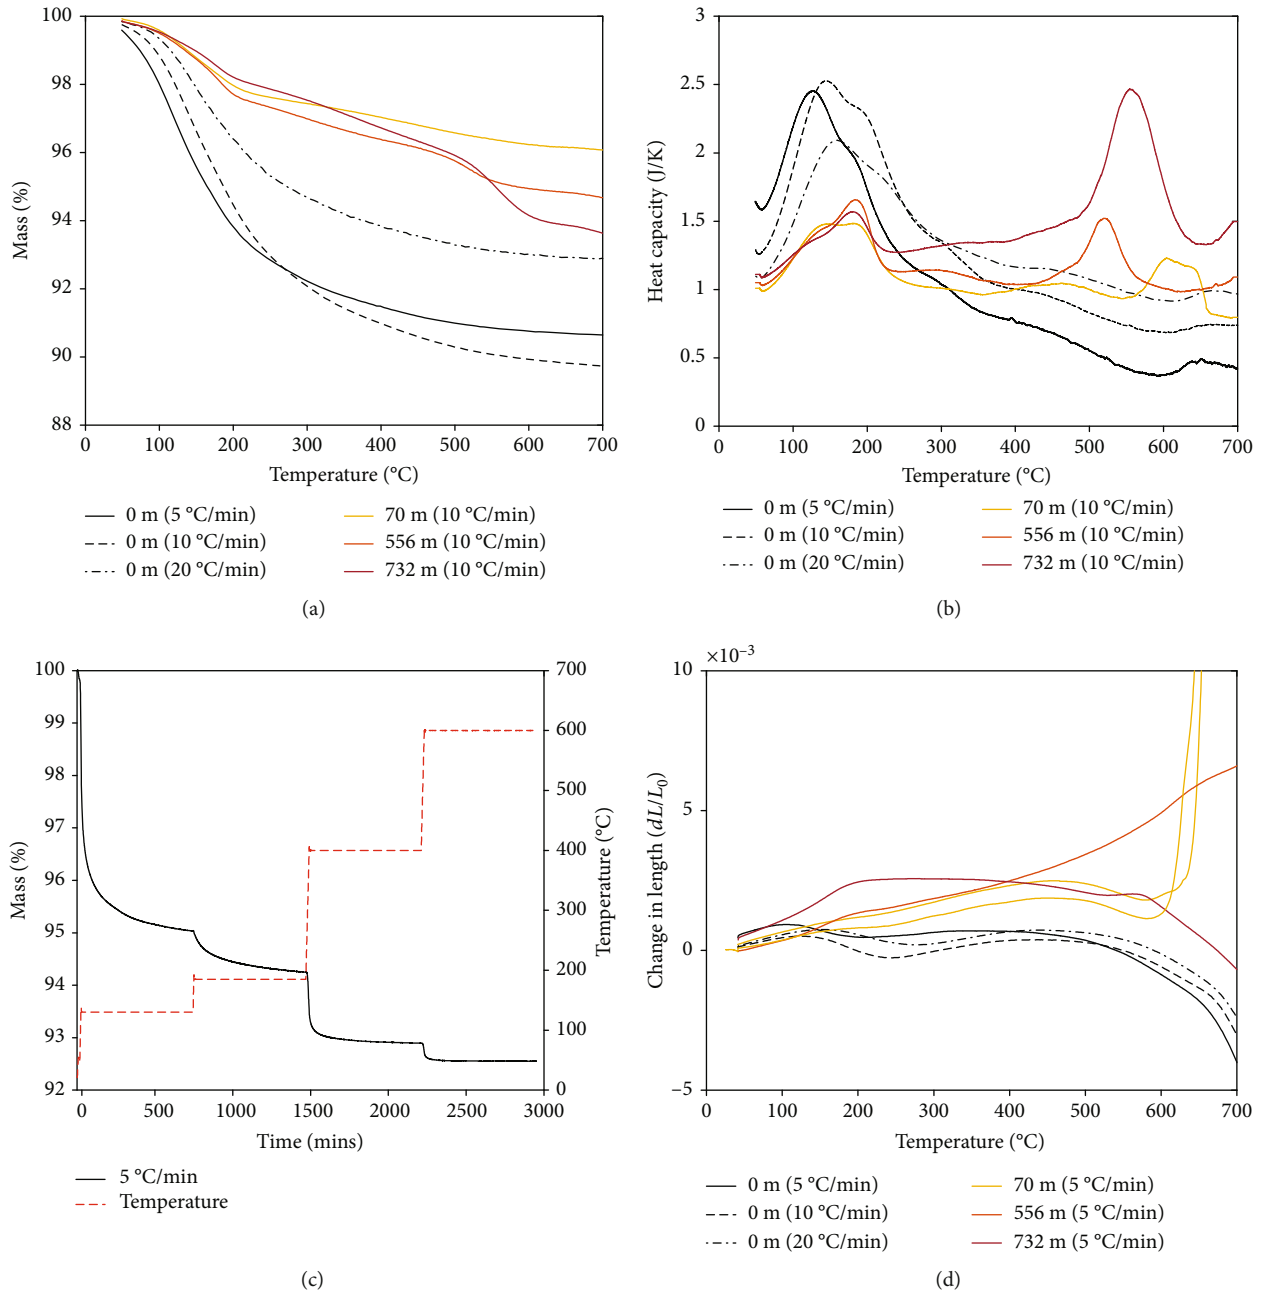 100
98
96
94
92
90
88
Mass (%)
0 100 200 300 400 500 600 700
Temperature (°C)
0 m (5 °C/min)
0 m (10 °C/min)
0 m (20 °C/min)
70 m (10 °C/min)
556 m (10 °C/min)
732 m (10 °C/min)
(a)
3
2.5
2
1.5
1
0.5
0
Heat capacity (J/K)
0 100 200 300 400 500 600 700
Temperature (°C)
0 m (5 °C/min)
0 m (10 °C/min)
0 m (20 °C/min)
70 m (10 °C/min)
556 m (10 °C/min)
732 m (10 °C/min)
(b)
100
99
98
97
96
95
94
93
92
Mass (%)
700
600
500
400
300
200
100
0
Temperature (°C)
0 500 1000 1500 2000 2500 3000
Time (mins)
5 °C/min
Temperature
(c)
×10⁻³
10
5
0
−5
Change in length (dL/L₀)
0 100 200 300 400 500 600 700
Temperature (°C)
0 m (5 °C/min)
0 m (10 °C/min)
0 m (20 °C/min)
70 m (5 °C/min)
556 m (5 °C/min)
732 m (5 °C/min)
(d)